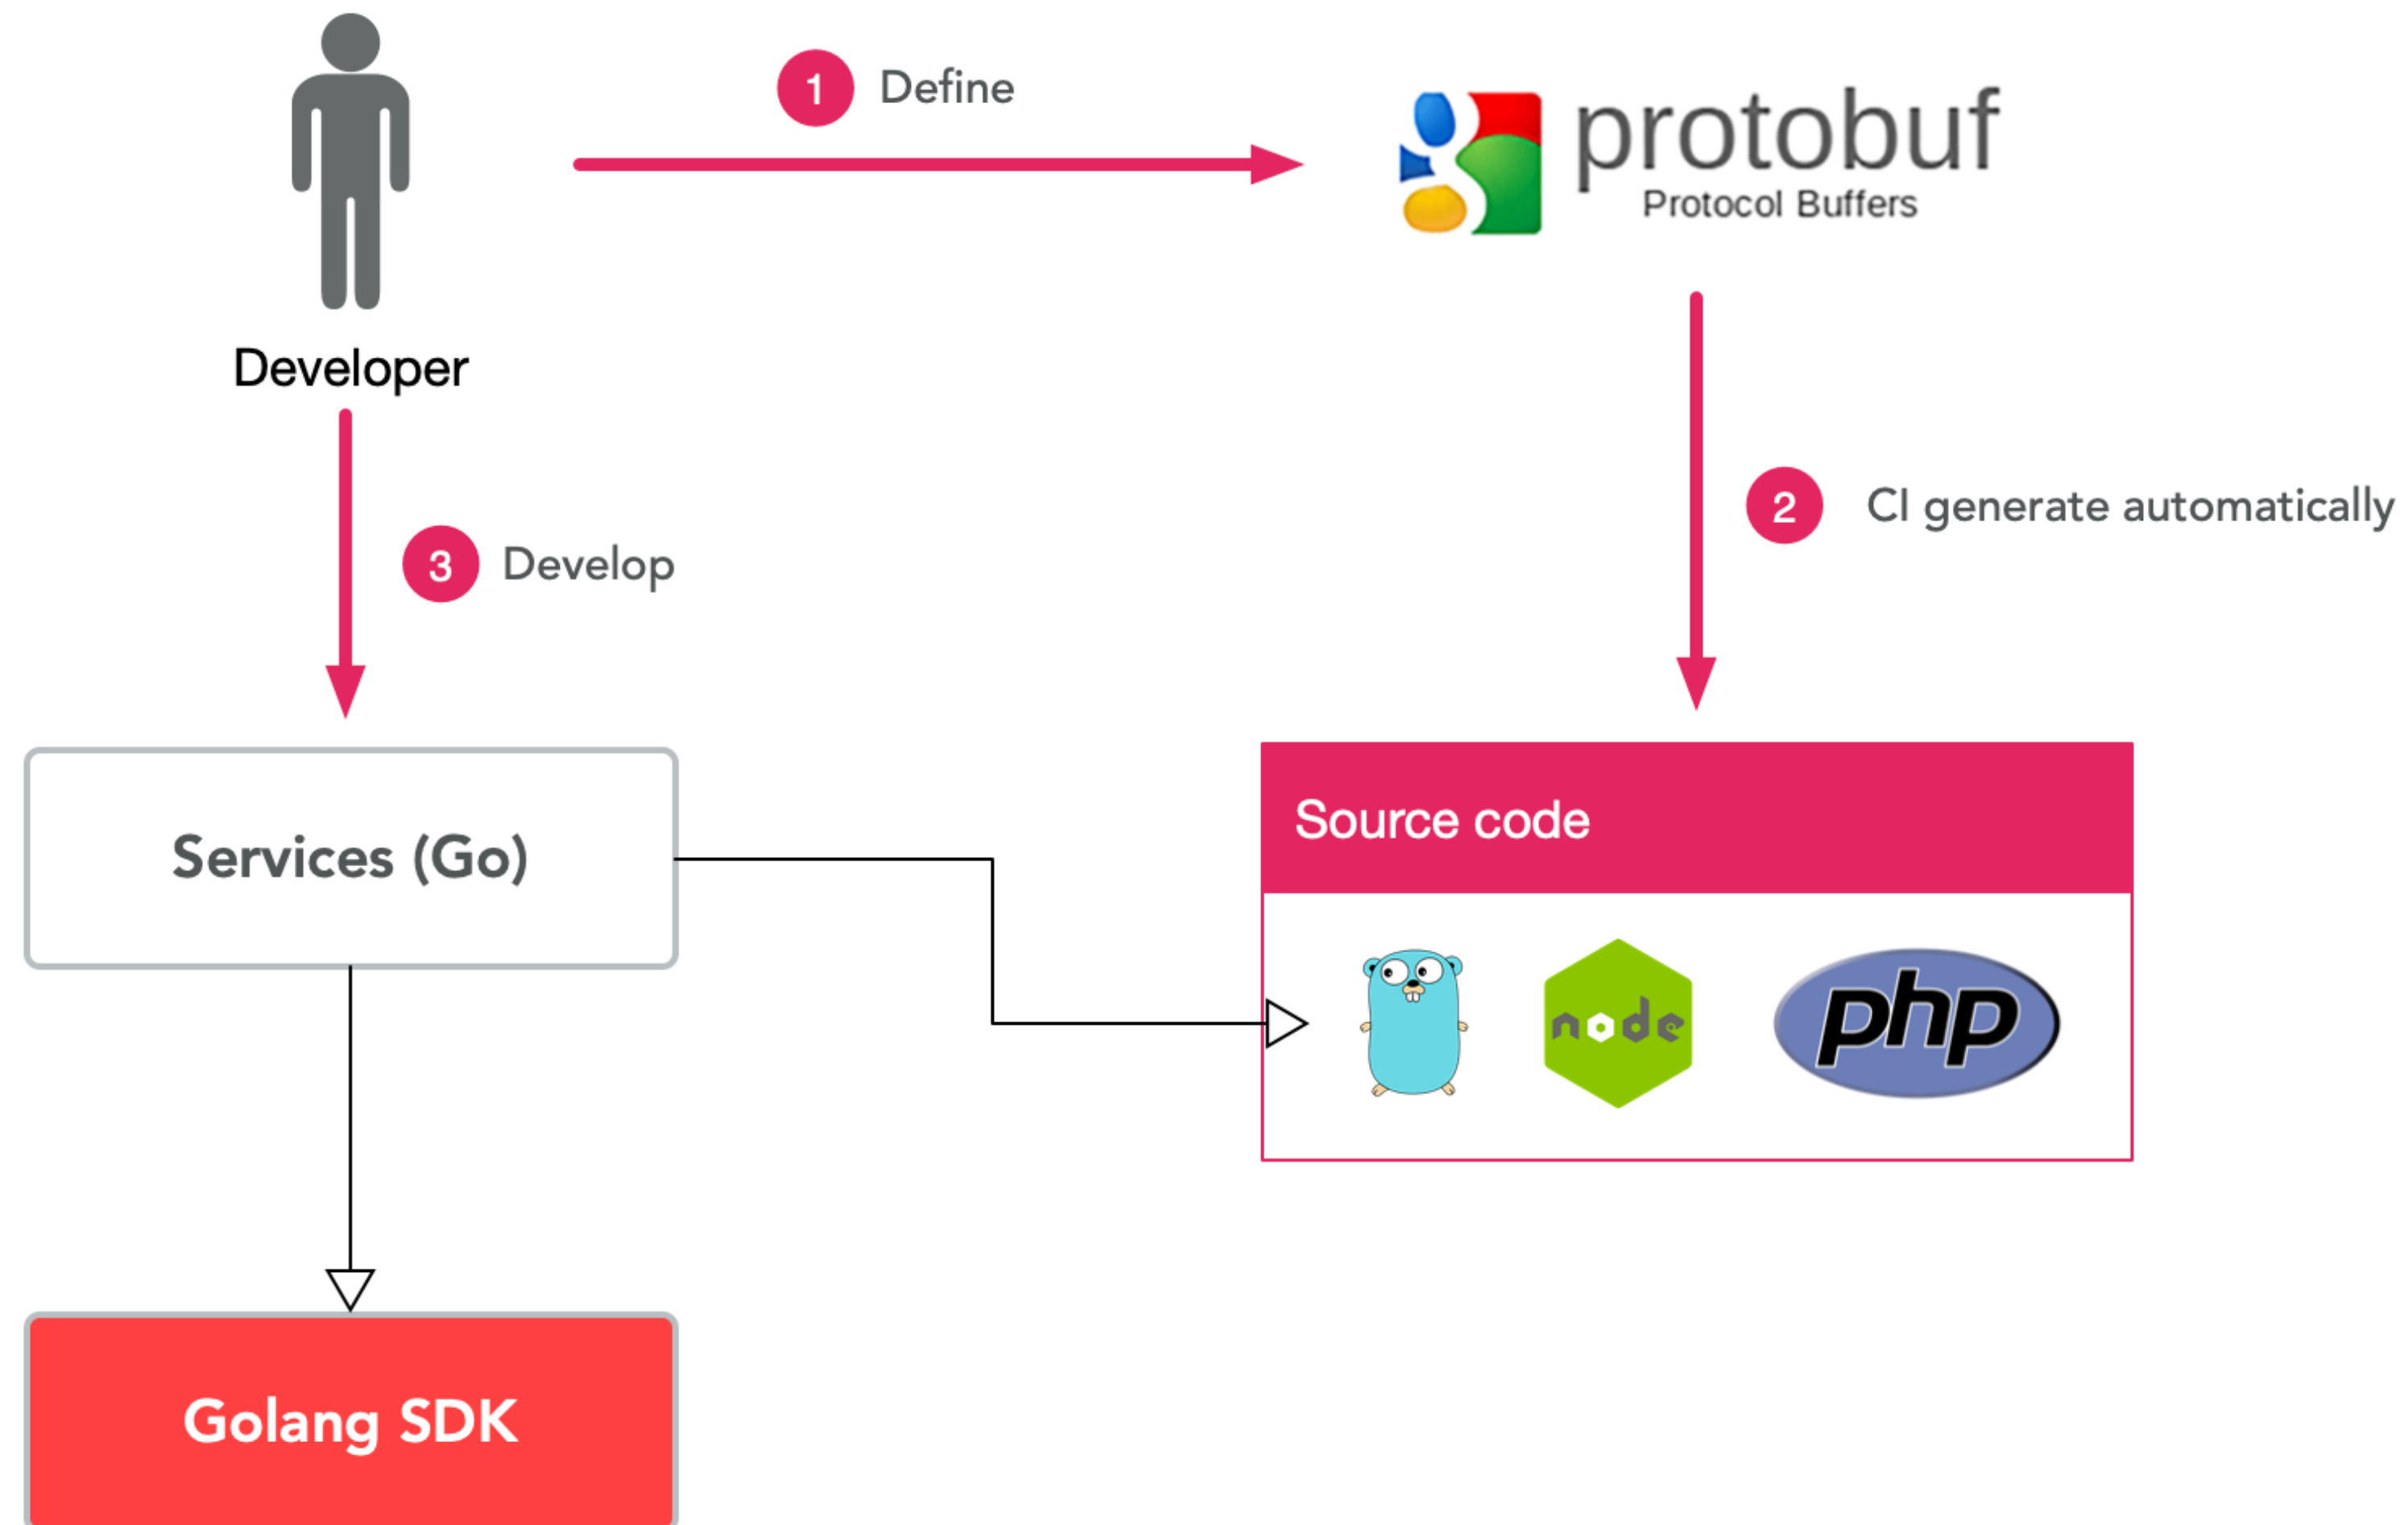 1 Define
protobuf
Protocol Buffers
Developer
2 CI generate automatically
3 Develop
Services (Go)
Source code
node
php
Golang SDK